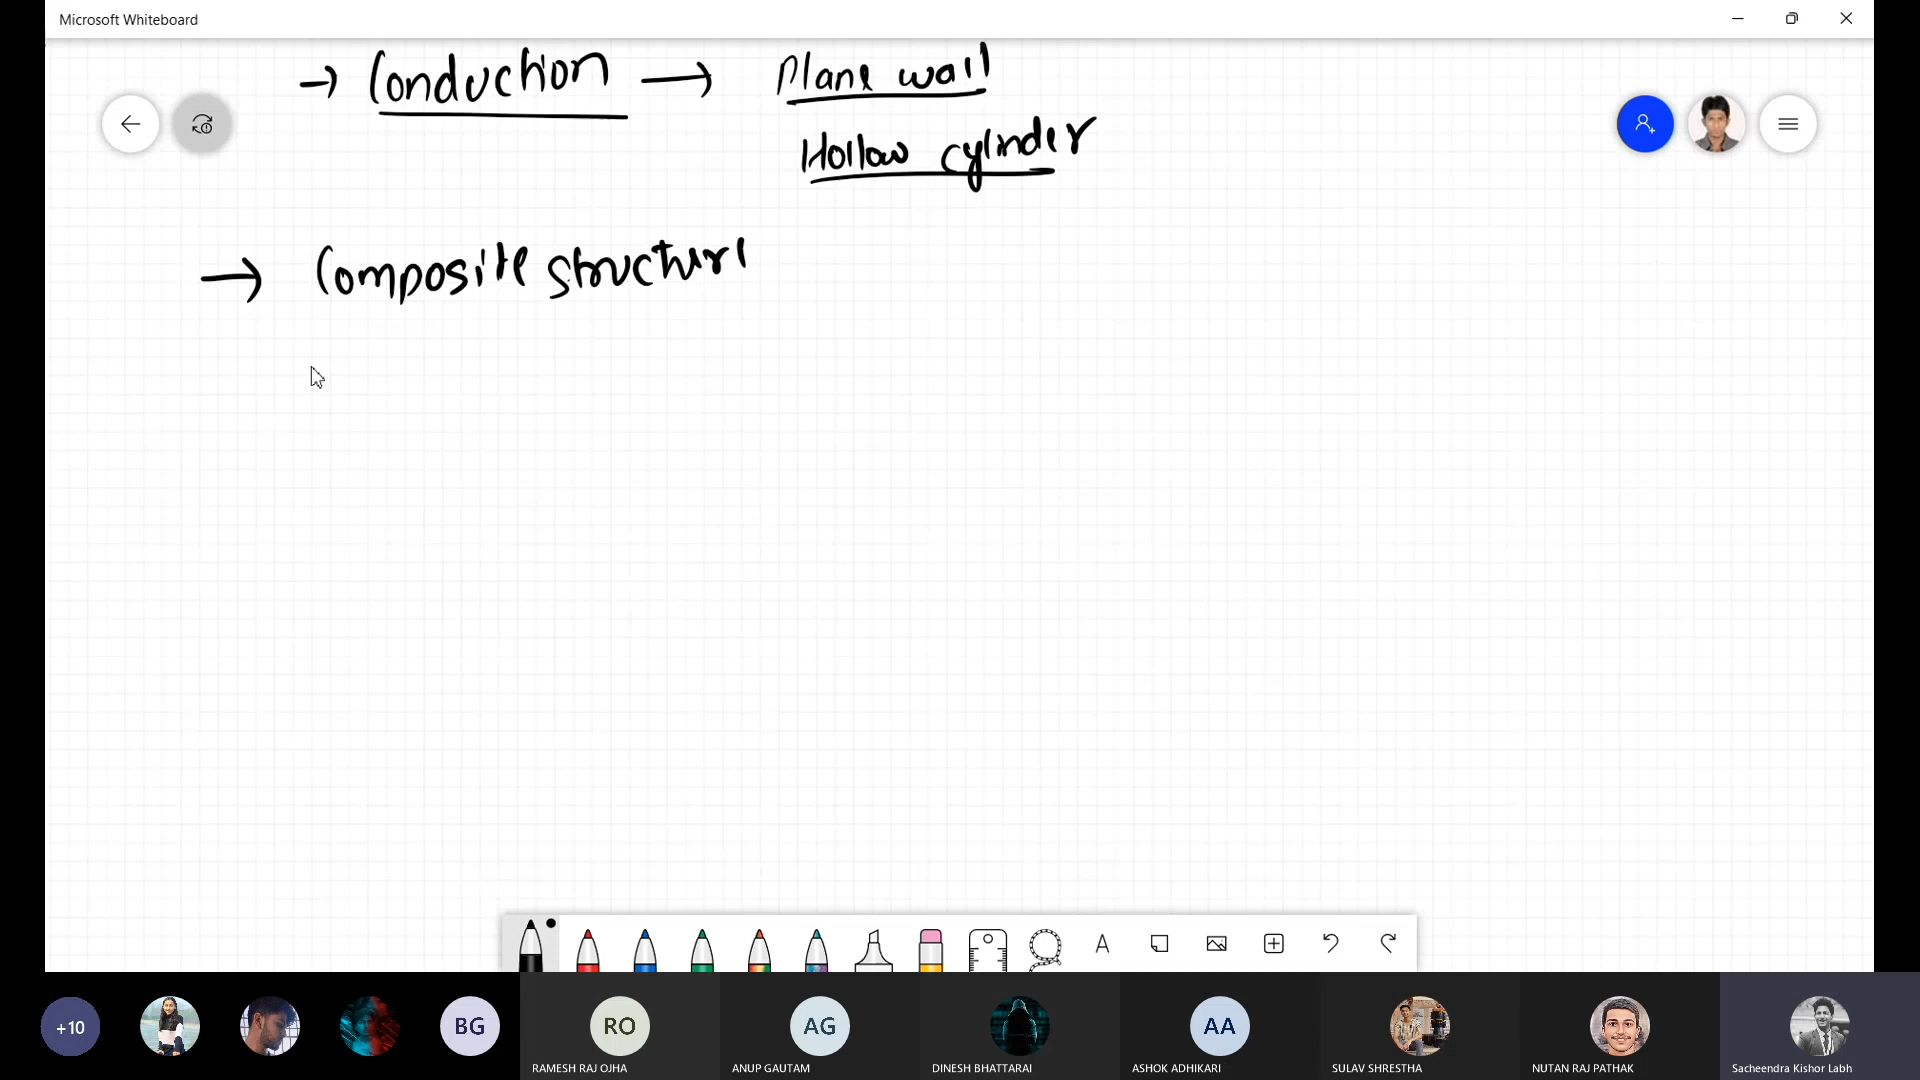 Microsoft Whiteboard
→ Conduction → Plane wall
Hollow cylinder
→ Composite structure
A
+10
BG
RO
AG
AA
RAMESH RAJ OJHA
ANUP GAUTAM
DINESH BHATTARAI
ASHOK ADHIKARI
SULAV SHRESTHA
NUTAN RAJ PATHAK
Sacheendra Kishor Labh